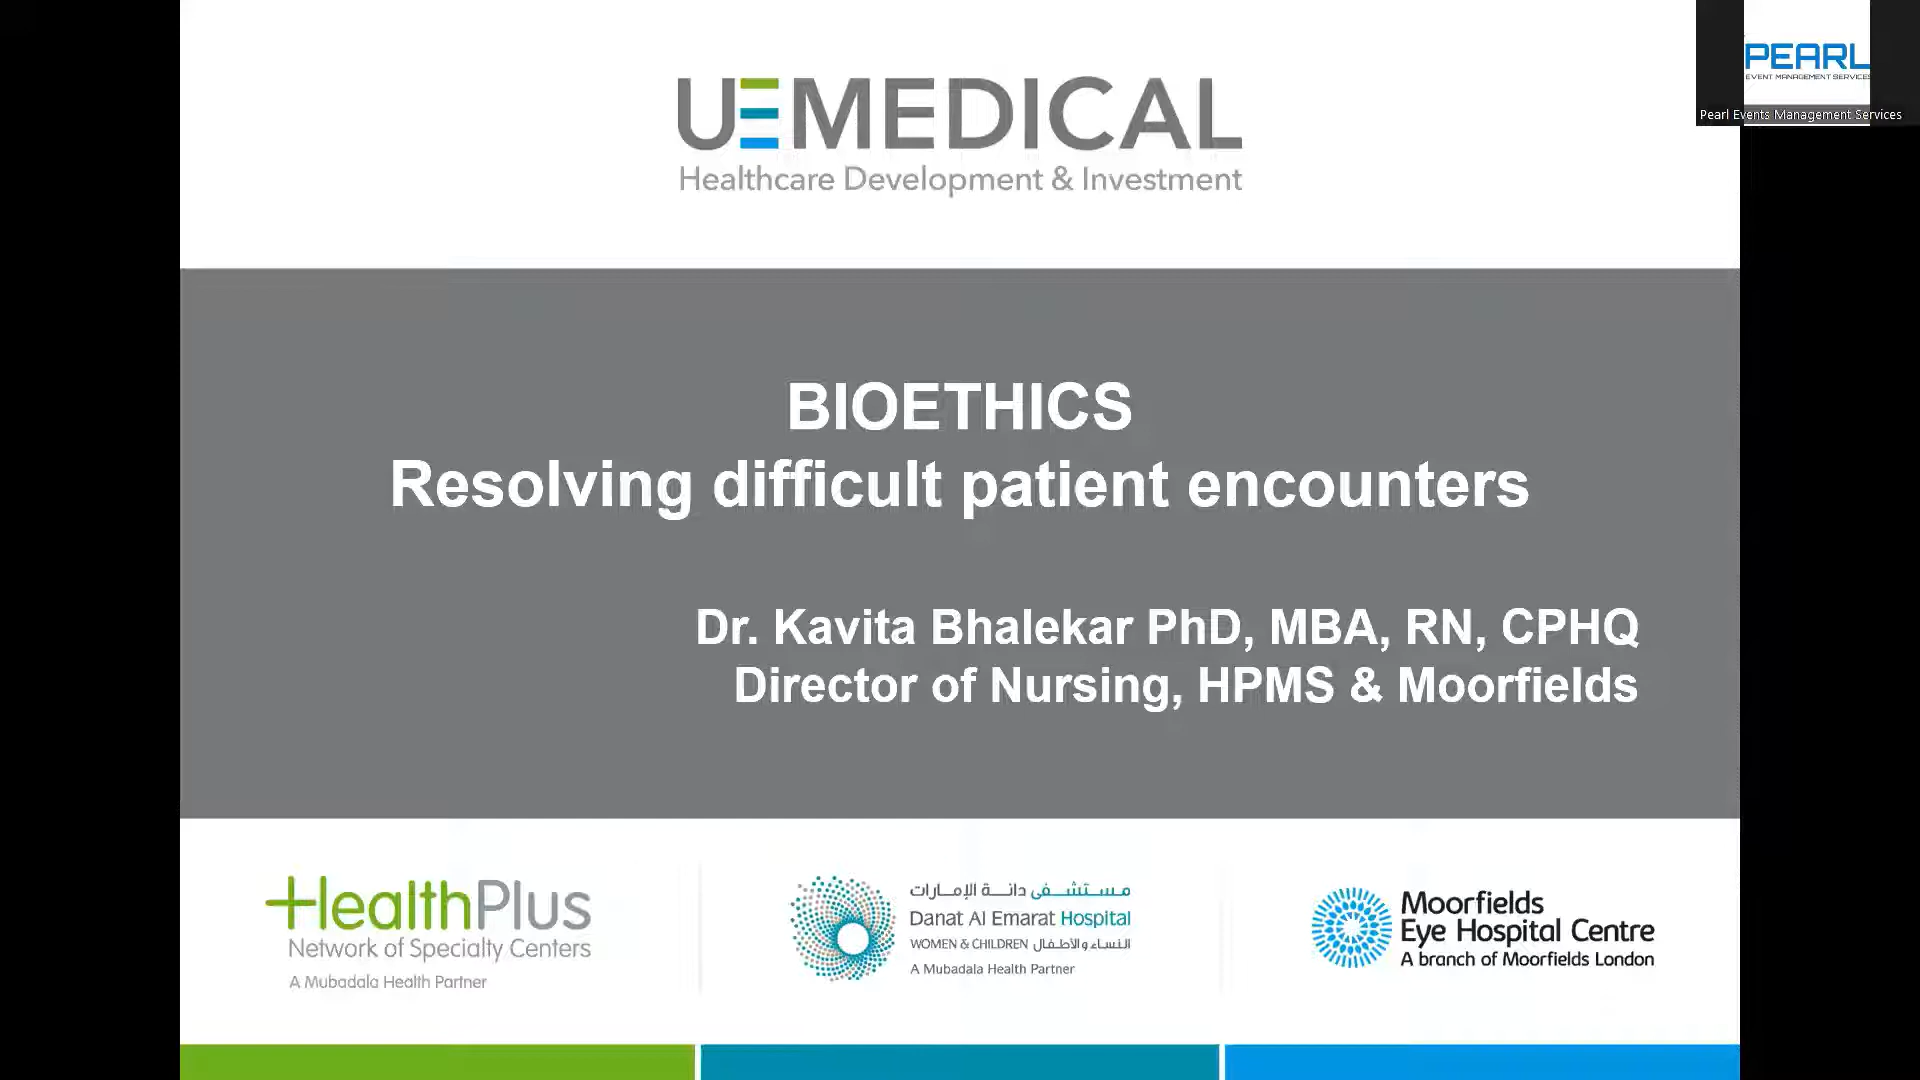 UEMEDICAL
Healthcare Development & Investment
PEARL
EVENT MANAGEMENT SERVICES
Pearl Events Management Services
BIOETHICS
Resolving difficult patient encounters
Dr. Kavita Bhalekar PhD, MBA, RN, CPHQ
Director of Nursing, HPMS & Moorfields
HealthPlus
Network of Specialty Centers
A Mubadala Health Partner
مستشفى دانة الإمارات
Danat Al Emarat Hospital
WOMEN & CHILDREN النساء والأطفال
A Mubadala Health Partner
Moorfields
Eye Hospital Centre
A branch of Moorfields London